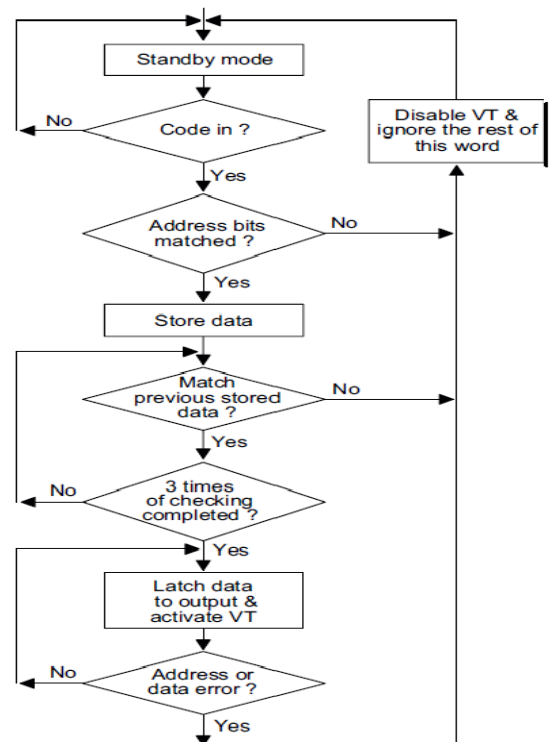 Standby mode
No
Code in ?
Disable VT &
ignore the rest of
this word
Yes
Address bits
matched ?
No
Yes
Store data
Match
previous stored
data ?
No
Yes
No
3 times
of checking
completed ?
Yes
Latch data
to output &
activate VT
No
Address or
data error ?
Yes